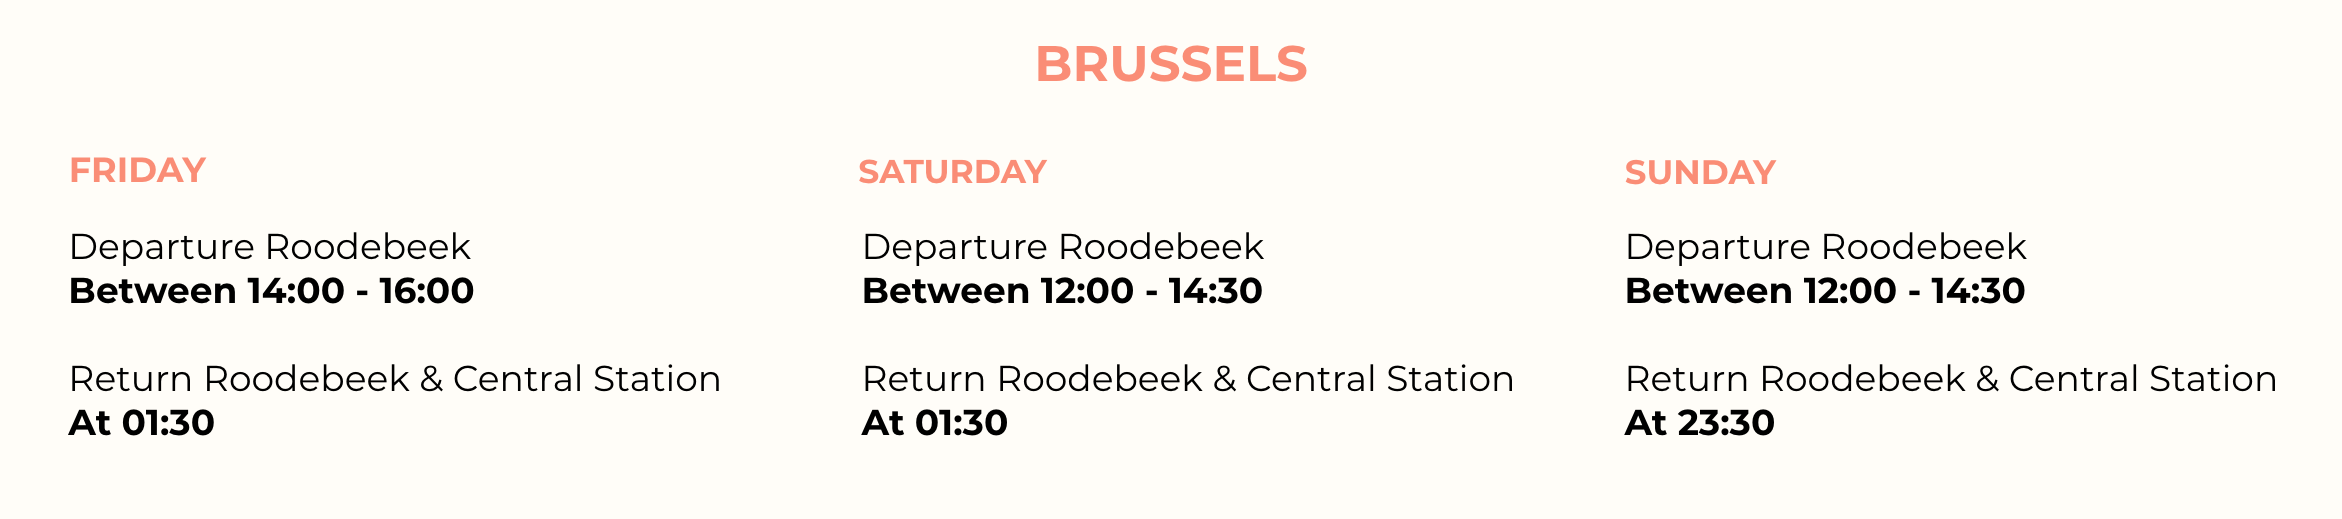 BRUSSELS
FRIDAY
Departure Roodebeek
Between 14:00 - 16:00
Return Roodebeek & Central Station
At 01:30
SATURDAY
Departure Roodebeek
Between 12:00 - 14:30
Return Roodebeek & Central Station
At 01:30
SUNDAY
Departure Roodebeek
Between 12:00 - 14:30
Return Roodebeek & Central Station
At 23:30